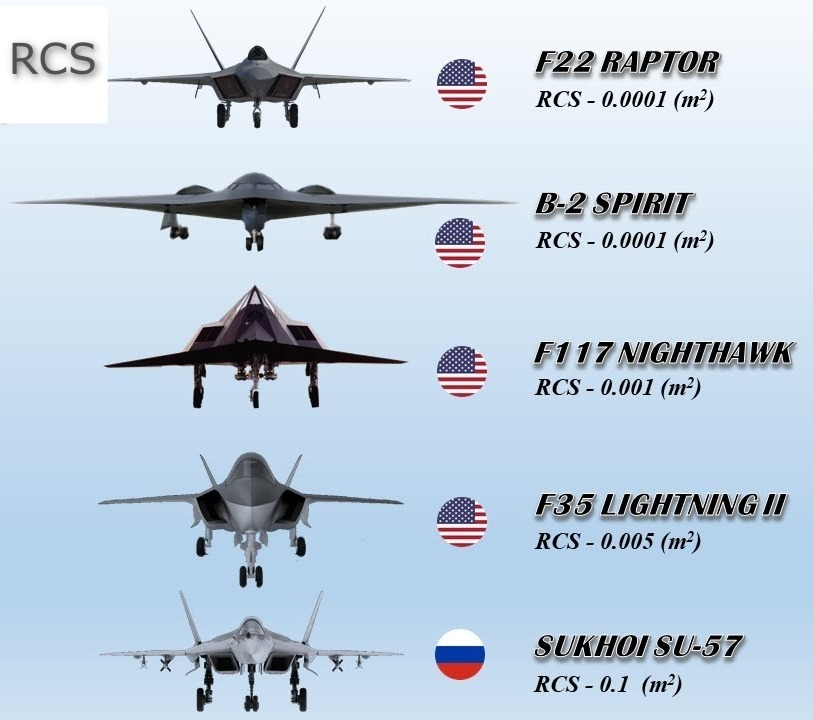 RCS
F22 RAPTOR
RCS - 0.0001 (m²)
B-2 SPIRIT
RCS - 0.0001 (m²)
F117 NIGHTHAWK
RCS - 0.001 (m²)
F35 LIGHTNING II
RCS - 0.005 (m²)
SUKHOI SU-57
RCS - 0.1 (m²)